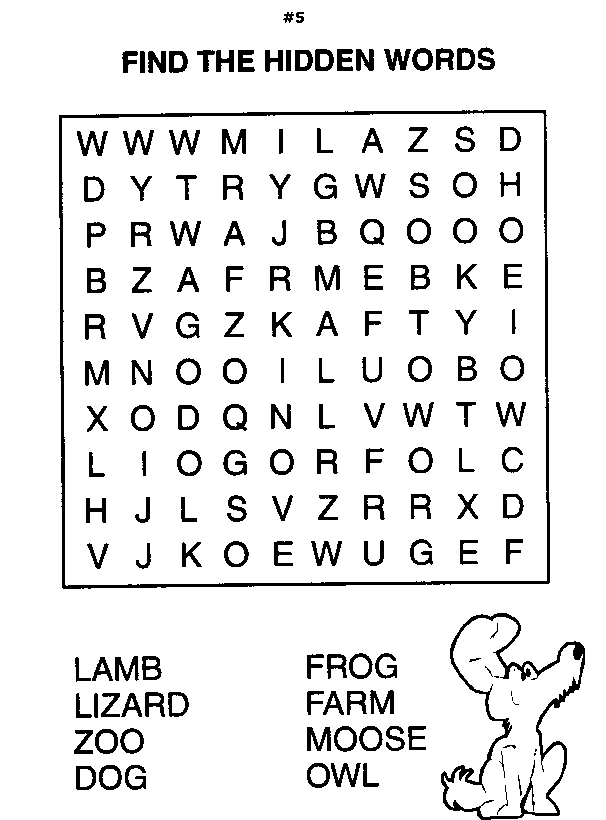 #5
FIND THE HIDDEN WORDS
W W W M I L A Z S D
D Y T R Y G W S O H
P R W A J B Q O O O
B Z A F R M E B K E
R V G Z K A F T Y I
M N O O I L U O B O
X O D Q N L V W T W
L I O G O R F O L C
H J L S V Z R R X D
V J K O E W U G E F
LAMB FROG
LIZARD FARM
ZOO MOOSE
DOG OWL